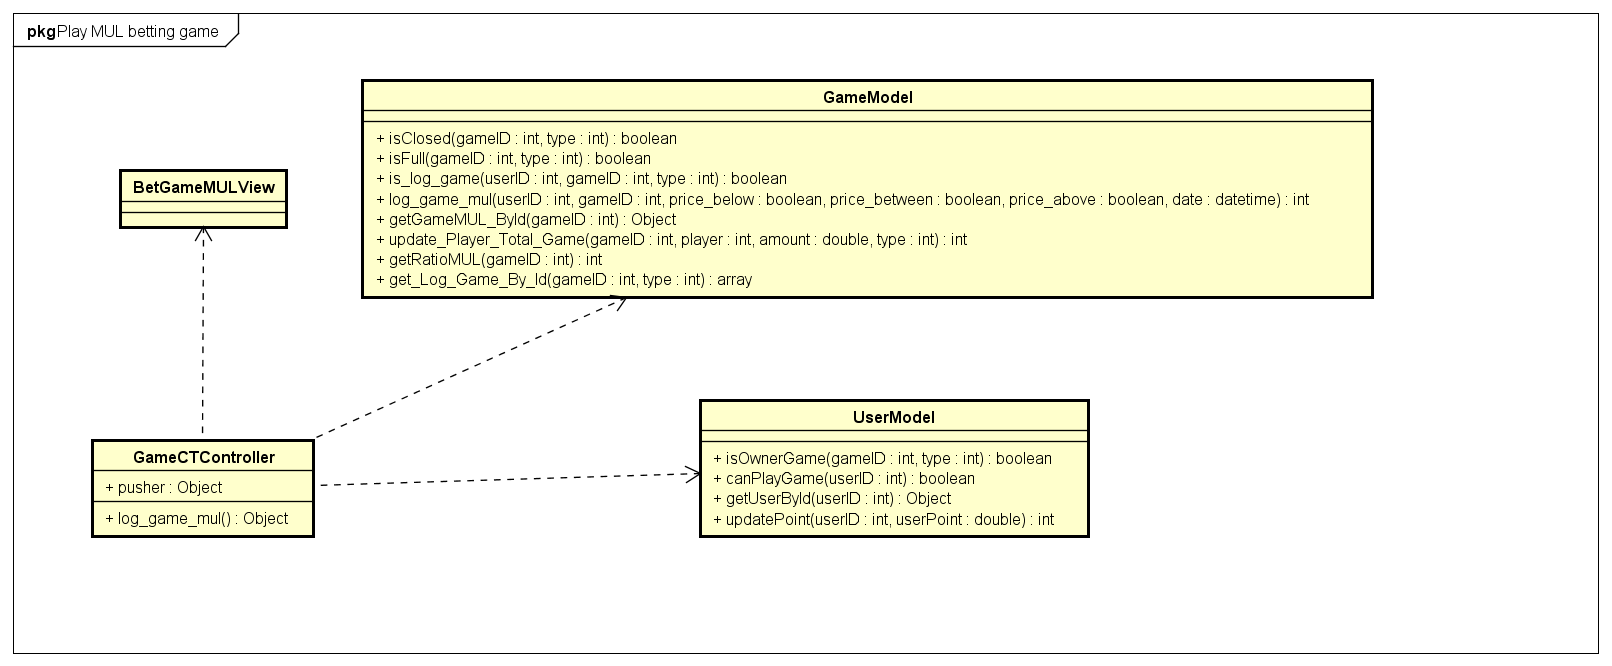 pkg Play MUL betting game
GameModel
+ isClosed(gameID : int, type : int) : boolean
+ isFull(gameID : int, type : int) : boolean
+ is_log_game(userID : int, gameID : int, type : int) : boolean
+ log_game_mul(userID : int, gameID : int, price_below : boolean, price_between : boolean, price_above : boolean, date : datetime) : int
+ getGameMUL_ById(gameID : int) : Object
+ update_Player_Total_Game(gameID : int, player : int, amount : double, type : int) : int
+ getRatioMUL(gameID : int) : int
+ get_Log_Game_By_Id(gameID : int, type : int) : array
BetGameMULView
GameCTController
+ pusher : Object
+ log_game_mul() : Object
UserModel
+ isOwnerGame(gameID : int, type : int) : boolean
+ canPlayGame(userID : int) : boolean
+ getUserById(userID : int) : Object
+ updatePoint(userID : int, userPoint : double) : int